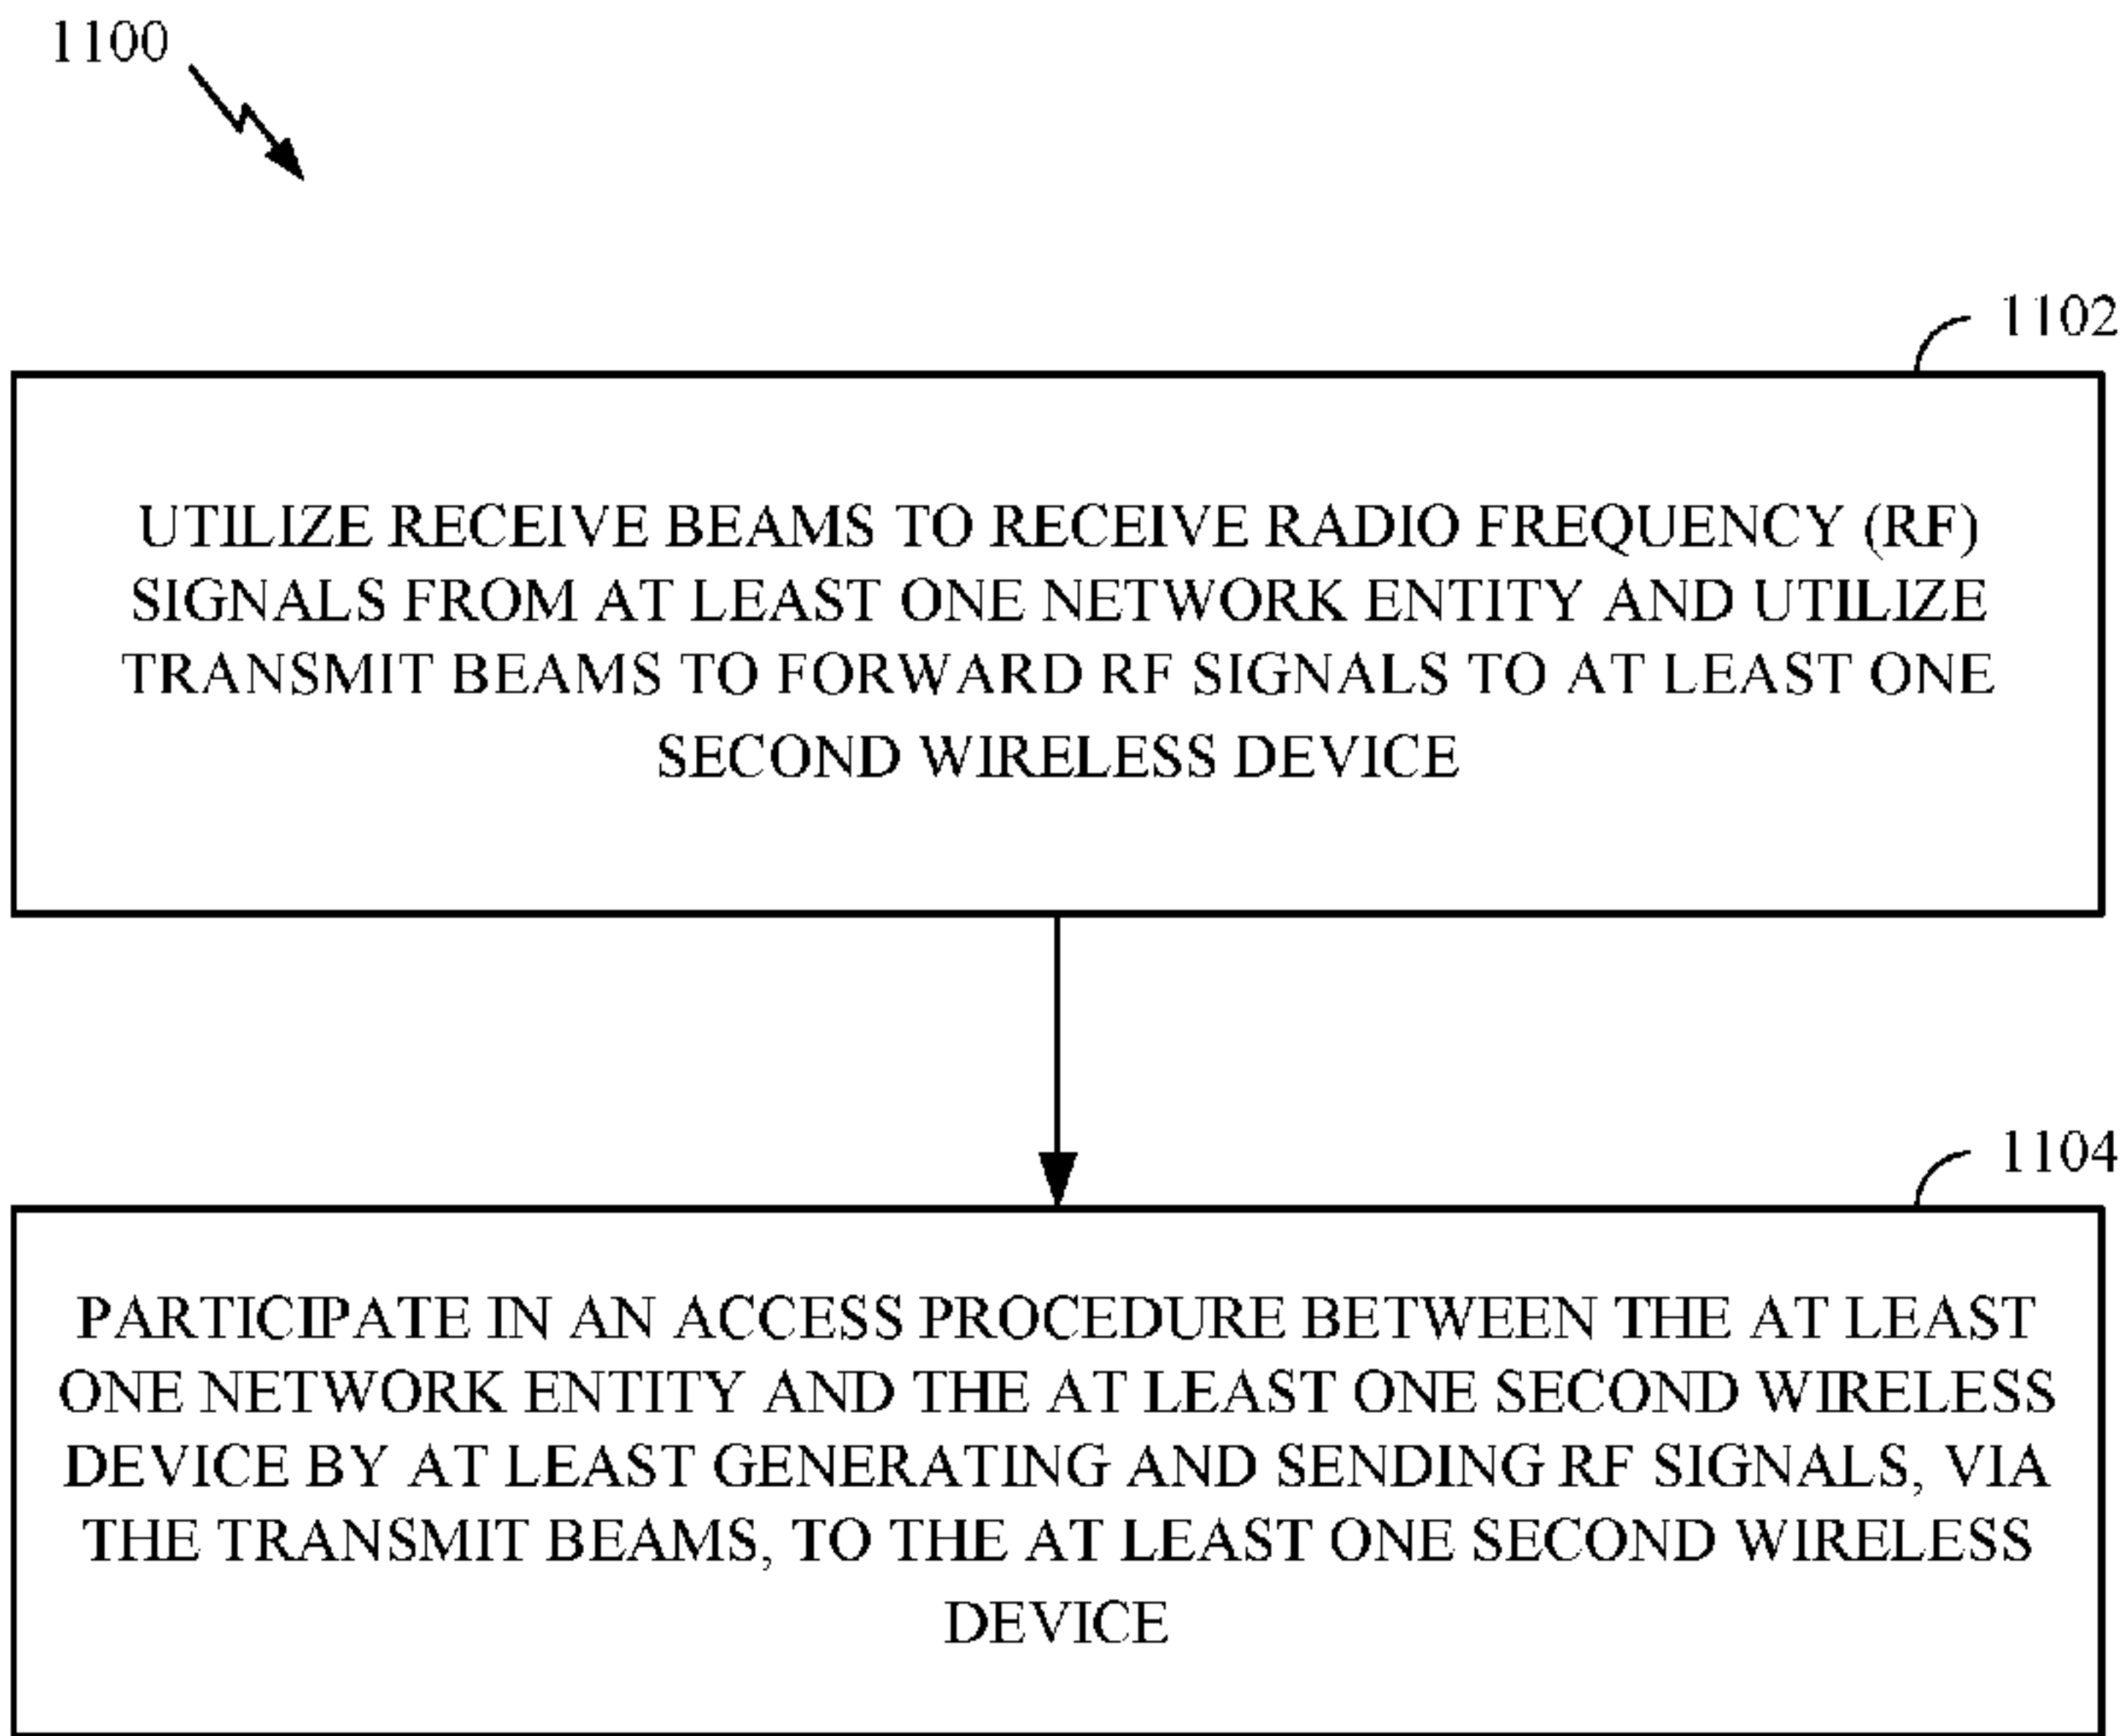 1100
1102
UTILIZE RECEIVE BEAMS TO RECEIVE RADIO FREQUENCY (RF)
SIGNALS FROM AT LEAST ONE NETWORK ENTITY AND UTILIZE
TRANSMIT BEAMS TO FORWARD RF SIGNALS TO AT LEAST ONE
SECOND WIRELESS DEVICE
1104
PARTICIPATE IN AN ACCESS PROCEDURE BETWEEN THE AT LEAST
ONE NETWORK ENTITY AND THE AT LEAST ONE SECOND WIRELESS
DEVICE BY AT LEAST GENERATING AND SENDING RF SIGNALS, VIA
THE TRANSMIT BEAMS, TO THE AT LEAST ONE SECOND WIRELESS
DEVICE